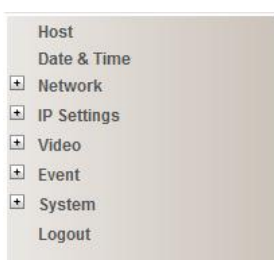 Host
Date & Time
Network
IP Settings
Video
Event
System
Logout